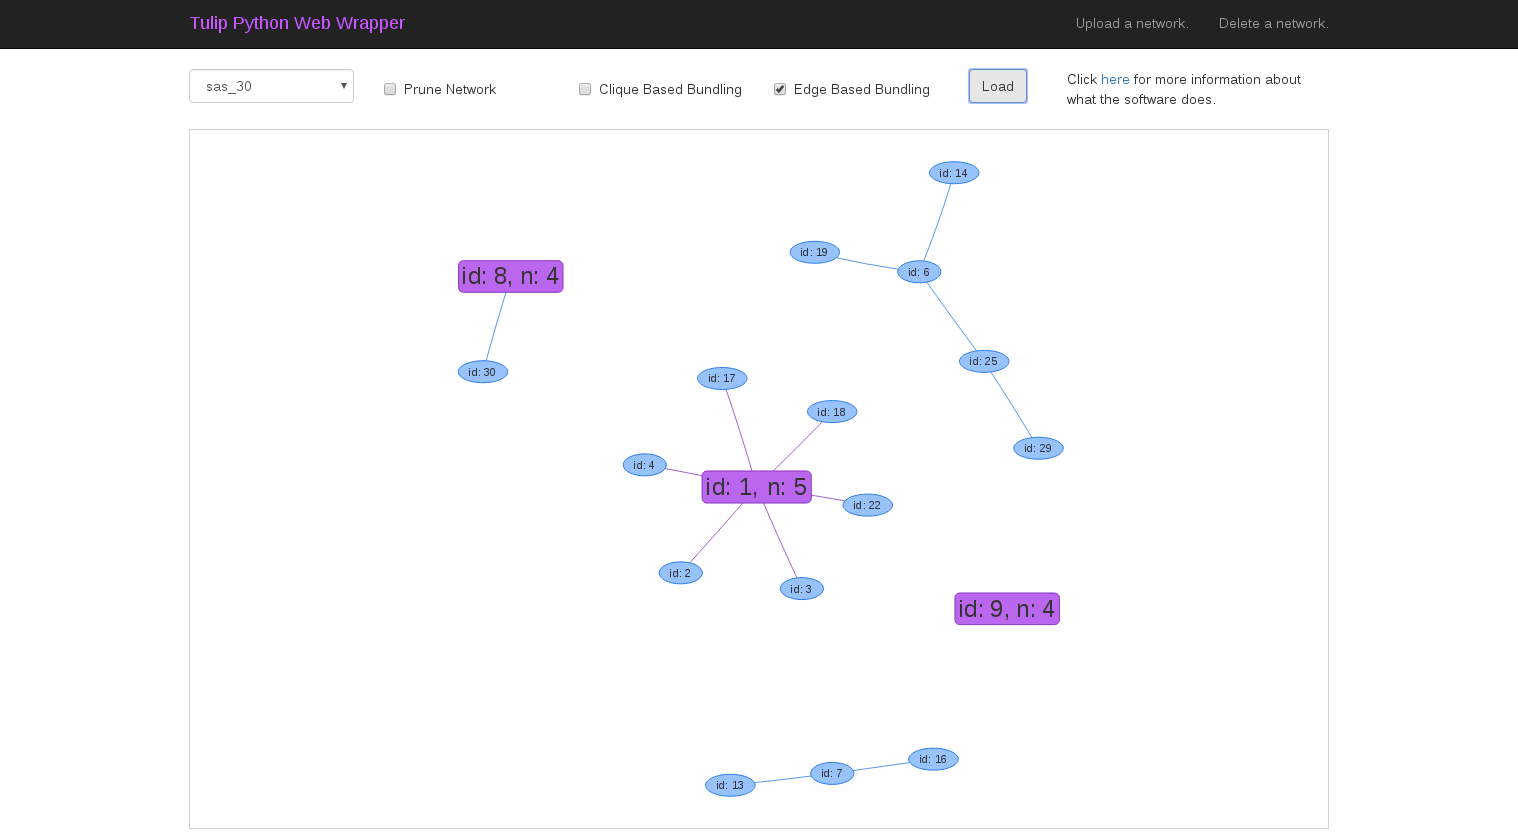 Tulip Python Web Wrapper
Upload a network.
Delete a network.
sas_30
Prune Network
Clique Based Bundling
Edge Based Bundling
Load
Click here for more information about
what the software does.
id: 14
id: 19
id: 6
id: 8, n: 4
id: 25
id: 30
id: 17
id: 18
id: 29
id: 4
id: 1, n: 5
id: 22
id: 2
id: 3
id: 9, n: 4
id: 16
id: 7
id: 13